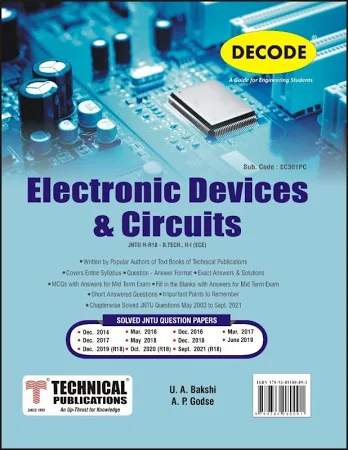 DECODE®
A Guide for Engineering Students
Sub. Code : EC301PC
Electronic Devices
& Circuits
JNTU H-R18 - B.TECH., II-I (ECE)
• Written by Popular Authors of Text Books of Technical Publications
• Covers Entire Syllabus • Question - Answer Format • Exact Answers & Solutions
• MCQs with Answers for Mid Term Exam • Fill in the Blanks with Answers for Mid Term Exam
• Short Answered Questions • Important Points to Remember
• Chapterwise Solved JNTU Questions May 2003 to Sept. 2021
SOLVED JNTU QUESTION PAPERS
• Dec. 2014 • Mar. 2016 • Dec. 2016 • Mar. 2017
• Dec. 2017 • May 2018 • Dec. 2018 • June 2019
• Dec. 2019 (R18) • Oct. 2020 (R18) • Sept. 2021 (R18)
TECHNICAL
PUBLICATIONS
SINCE 1993
An Up-Thrust for Knowledge
U. A. Bakshi
A. P. Godse